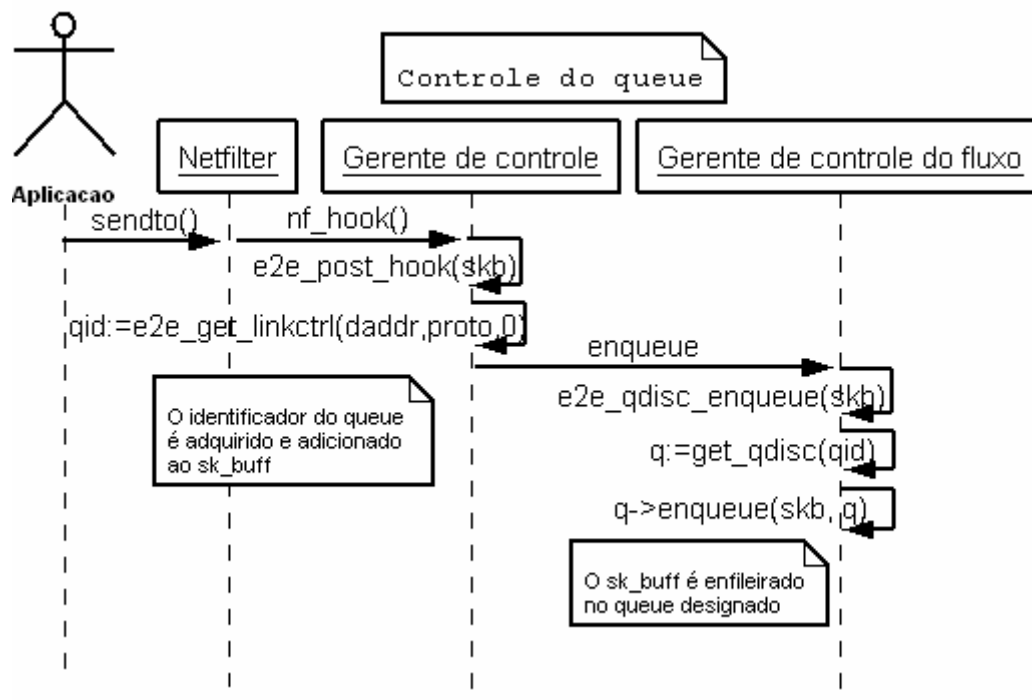 Controle do queue
Netfilter
Gerente de controle
Gerente de controle do fluxo
Aplicacao
sendto()
nf_hook()
e2e_post_hook(skb)
qid:=e2e_get_linkctrl(daddr,proto,0)
enqueue
e2e_qdisc_enqueue(skb)
O identificador do queue
é adquirido e adicionado
ao sk_buff
q:=get_qdisc(qid)
q->enqueue(skb, q)
O sk_buff é enfileirado
no queue designado